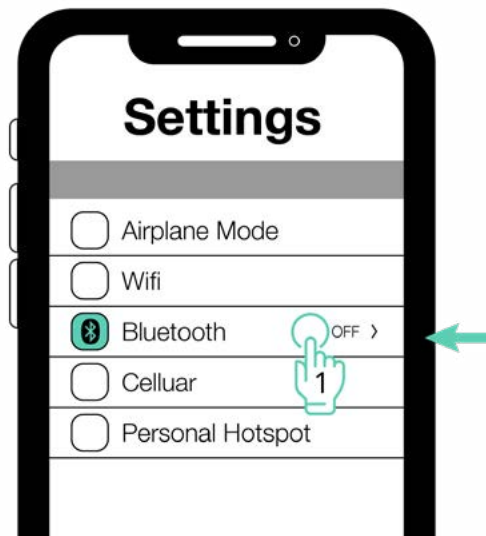 Settings
Airplane Mode
Wifi
Bluetooth OFF >
Celluar
1
Personal Hotspot